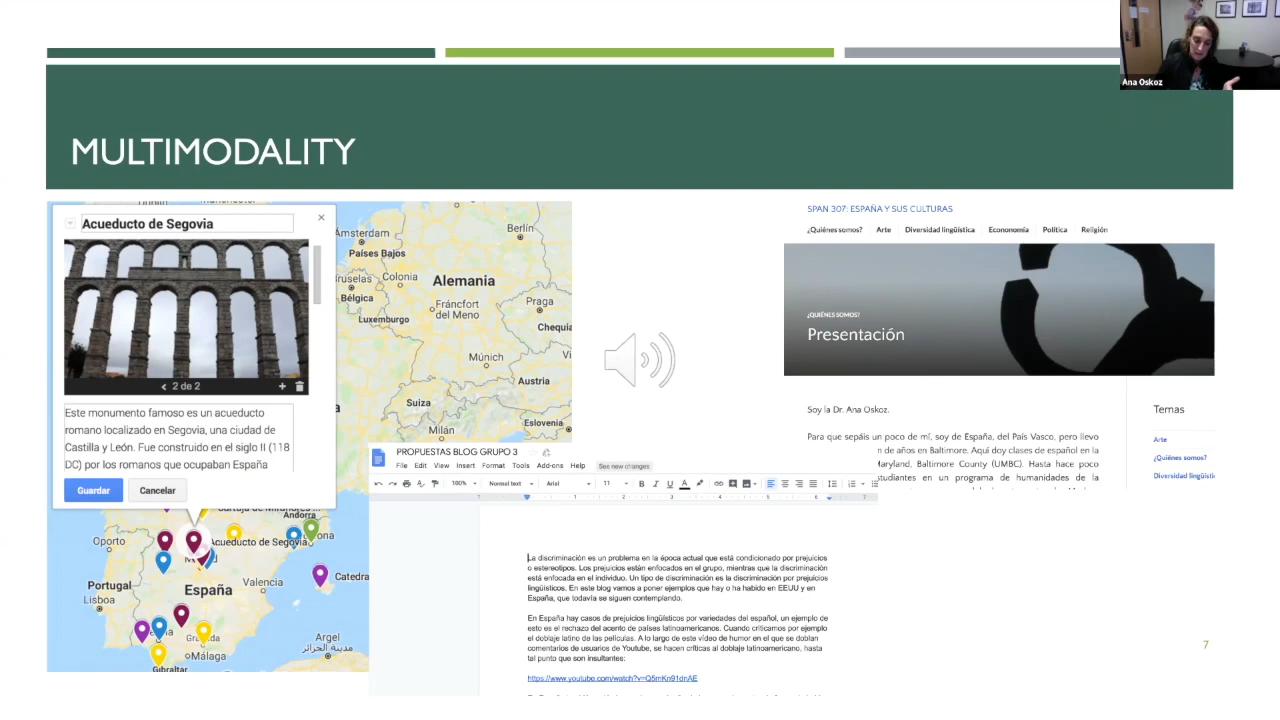 Ana Oskoz
MULTIMODALITY
Acueducto de Segovia
2 de 2
Este monumento famoso es un acueducto
romano localizado en Segovia, una ciudad de
Castilla y León. Fue construido en el siglo II (118
DC) por los romanos que ocupaban España
Guardar
Cancelar
Berlín
Ámsterdam
Países Bajos
Bruselas
Colonia
Alemania
Bélgica
Fráncfort
del Meno
Praga
Luxemburgo
Chequia
Múnich
Austria
Suiza
Eslovenia
Milán
Andorra
Oporto
Acueducto de Segovia
Portugal
España
Valencia
Catedra
Lisboa
Granada
Málaga
Argel
مدينة الجزائر
Gibraltar
PROPUESTAS BLOG GRUPO 3
File Edit View Insert Format Tools Add-ons Help See new changes
100% Normal text Arial 11 B I U A
La discriminación es un problema en la época actual que está condicionado por prejuicios
o estereotipos. Los prejuicios están enfocados en el grupo, mientras que la discriminación
está enfocada en el individuo. Un tipo de discriminación es la discriminación por prejuicios
lingüísticos. En este blog vamos a poner ejemplos que hay o ha habido en EEUU y en
España, que todavía se siguen contemplando.
En España hay casos de prejuicios lingüísticos por variedades del español, un ejemplo de
esto es el rechazo del acento de países latinoamericanos. Cuando criticamos por ejemplo
el doblaje latino de las películas. A lo largo de este vídeo de humor en el que se doblan
comentarios de usuarios de Youtube, se hacen críticas al doblaje latinoamericano, hasta
tal punto que son insultantes:
https://www.youtube.com/watch?v=Q5mKn91dnAE
SPAN 307: ESPAÑA Y SUS CULTURAS
¿Quiénes somos? Arte Diversidad lingüística Econonomía Política Religión
¿QUIÉNES SOMOS?
Presentación
Soy la Dr. Ana Oskoz.
Para que sepáis un poco de mí, soy de España, del País Vasco, pero llevo
n de años en Baltimore. Aquí doy clases de español en la
Maryland, Baltimore County (UMBC). Hasta hace poco
studiantes en un programa de humanidades de la
Temas
Arte
¿Quiénes somos?
Diversidad lingüísti
7